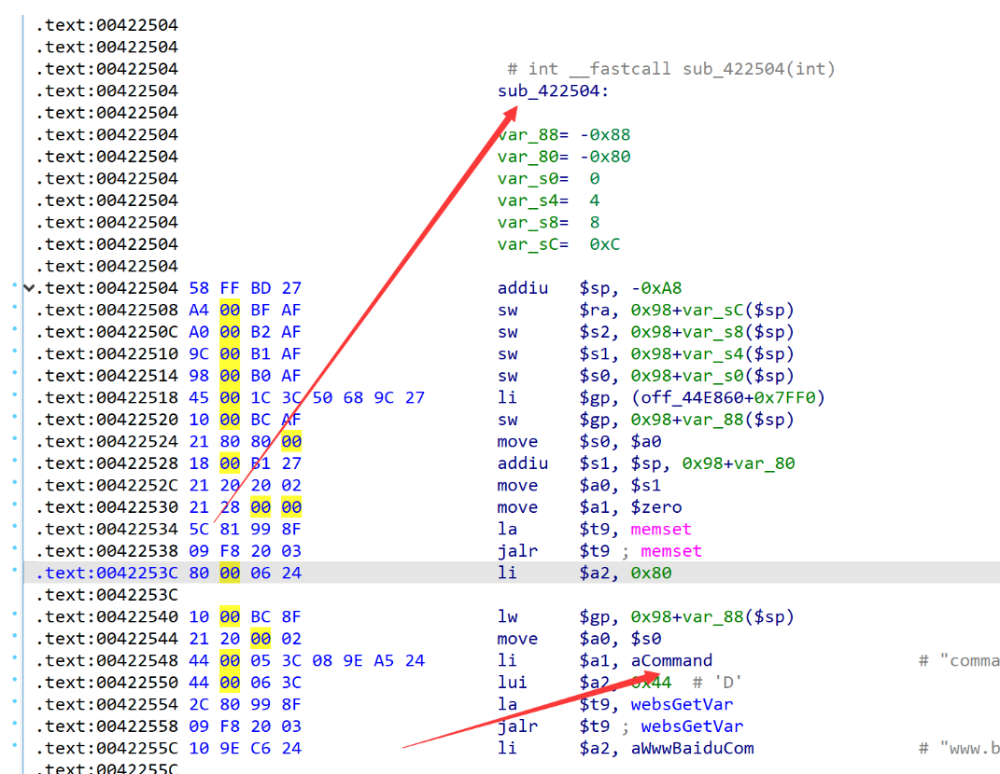 .text:00422504
.text:00422504
.text:00422504 # int __fastcall sub_422504(int)
.text:00422504 sub_422504:
.text:00422504
.text:00422504 var_88= -0x88
.text:00422504 var_80= -0x80
.text:00422504 var_s0= 0
.text:00422504 var_s4= 4
.text:00422504 var_s8= 8
.text:00422504 var_sC= 0xC
.text:00422504
.text:00422504 58 FF BD 27 addiu $sp, -0xA8
.text:00422508 A4 00 BF AF sw $ra, 0x98+var_sC($sp)
.text:0042250C A0 00 B2 AF sw $s2, 0x98+var_s8($sp)
.text:00422510 9C 00 B1 AF sw $s1, 0x98+var_s4($sp)
.text:00422514 98 00 B0 AF sw $s0, 0x98+var_s0($sp)
.text:00422518 45 00 1C 3C 50 68 9C 27 li $gp, (off_44E860+0x7FF0)
.text:00422520 10 00 BC AF sw $gp, 0x98+var_88($sp)
.text:00422524 21 80 80 00 move $s0, $a0
.text:00422528 18 00 B1 27 addiu $s1, $sp, 0x98+var_80
.text:0042252C 21 20 20 02 move $a0, $s1
.text:00422530 21 28 00 00 move $a1, $zero
.text:00422534 5C 81 99 8F la $t9, memset
.text:00422538 09 F8 20 03 jalr $t9 ; memset
.text:0042253C 80 00 06 24 li $a2, 0x80
.text:0042253C
.text:00422540 10 00 BC 8F lw $gp, 0x98+var_88($sp)
.text:00422544 21 20 00 02 move $a0, $s0
.text:00422548 44 00 05 3C 08 9E A5 24 li $a1, aCommand # "comma
.text:00422550 44 00 06 3C lui $a2, 0x44 # 'D'
.text:00422554 2C 80 99 8F la $t9, websGetVar
.text:00422558 09 F8 20 03 jalr $t9 ; websGetVar
.text:0042255C 10 9E C6 24 li $a2, aWwwBaiduCom # "www.b
.text:0042255C